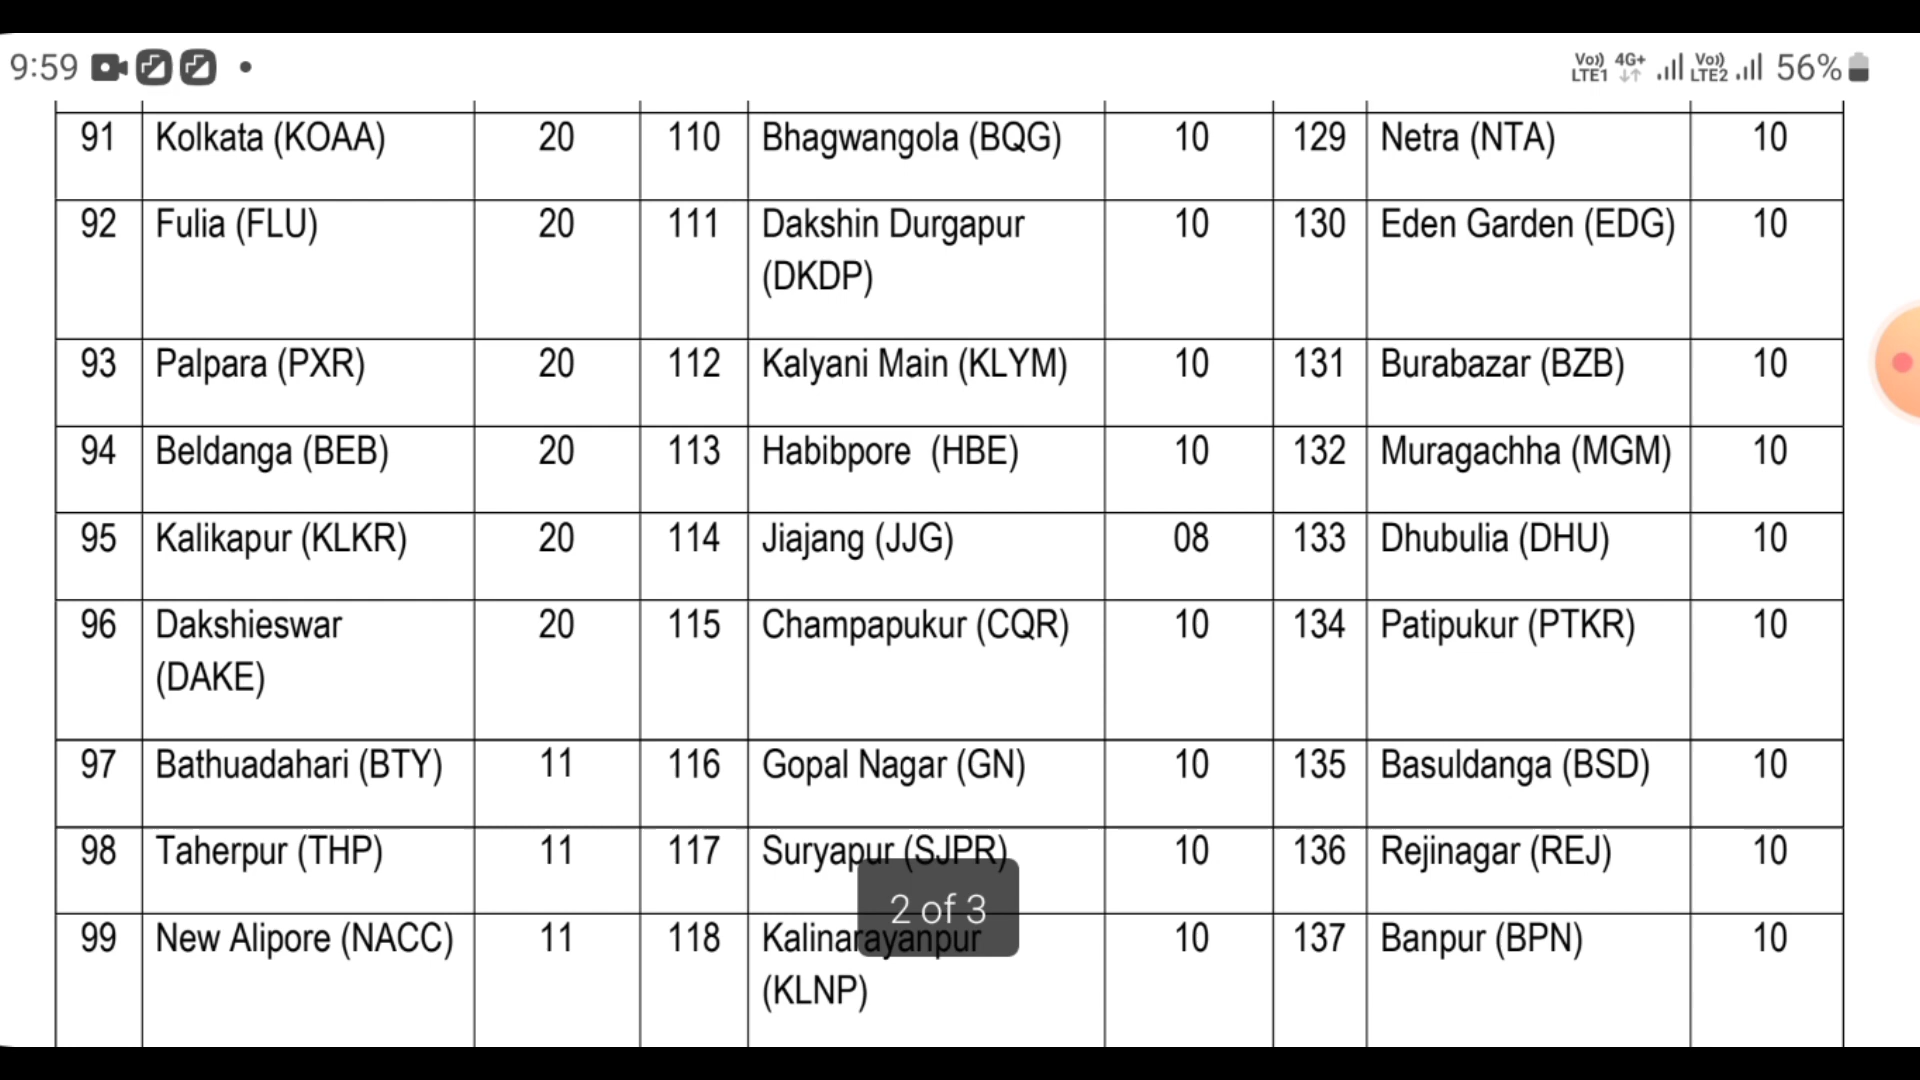 9:59
Vo)) LTE1 4G+ Vo)) LTE2 56%
91 Kolkata (KOAA) 20 110 Bhagwangola (BQG) 10 129 Netra (NTA) 10
92 Fulia (FLU) 20 111 Dakshin Durgapur 10 130 Eden Garden (EDG) 10
(DKDP)
93 Palpara (PXR) 20 112 Kalyani Main (KLYM) 10 131 Burabazar (BZB) 10
94 Beldanga (BEB) 20 113 Habibpore (HBE) 10 132 Muragachha (MGM) 10
95 Kalikapur (KLKR) 20 114 Jiajang (JJG) 08 133 Dhubulia (DHU) 10
96 Dakshieswar 20 115 Champapukur (CQR) 10 134 Patipukur (PTKR) 10
(DAKE)
97 Bathuadahari (BTY) 11 116 Gopal Nagar (GN) 10 135 Basuldanga (BSD) 10
98 Taherpur (THP) 11 117 Suryapur (SJPR) 10 136 Rejinagar (REJ) 10
2 of 3
99 New Alipore (NACC) 11 118 Kalinarayanpur 10 137 Banpur (BPN) 10
(KLNP)